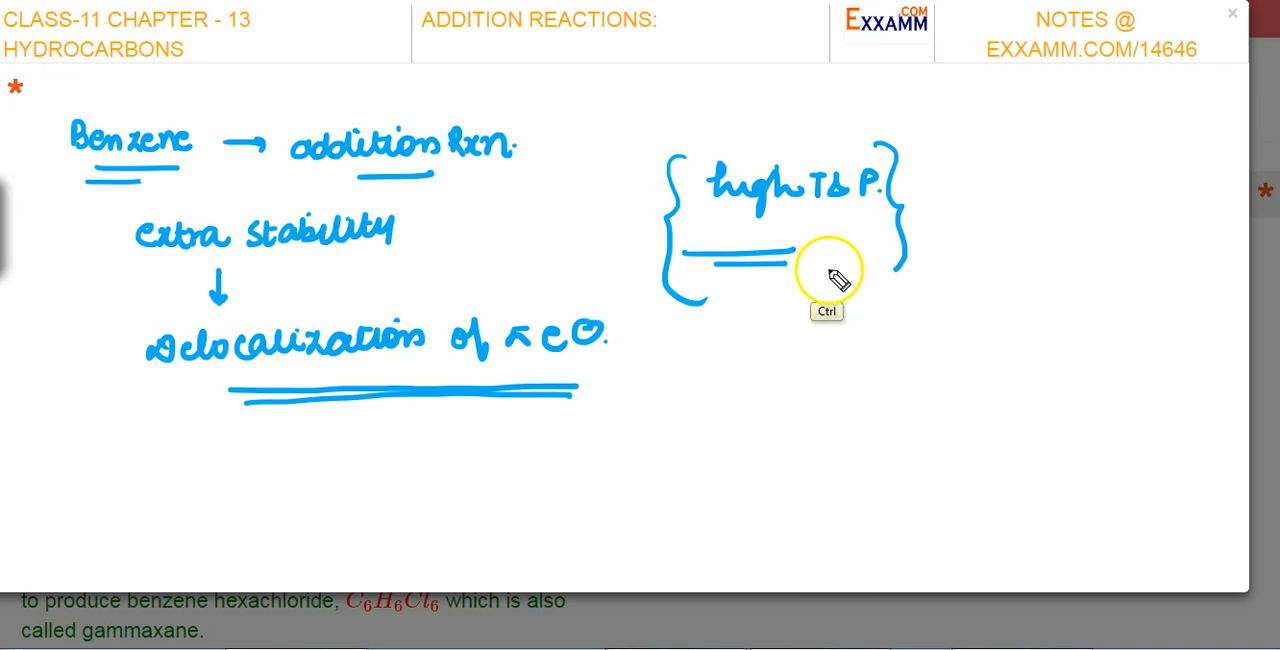 CLASS-11 CHAPTER - 13
HYDROCARBONS
ADDITION REACTIONS:
EXXAMM.COM
NOTES @
EXXAMM.COM/14646
×
*
Benzene → addition Rxn.
{ high T & P. }
*
extra stability
↓
Ctrl
Delocalization of π e⊖.
to produce benzene hexachloride, C₆H₆Cl₆ which is also
called gammaxane.